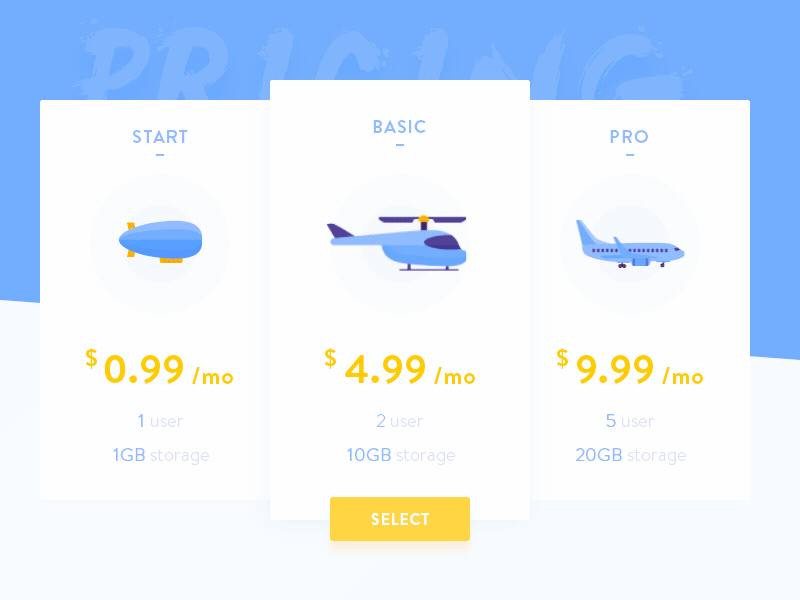 PRICING
START
$0.99 /mo
1 user
1GB storage
BASIC
$4.99 /mo
2 user
10GB storage
SELECT
PRO
$9.99 /mo
5 user
20GB storage